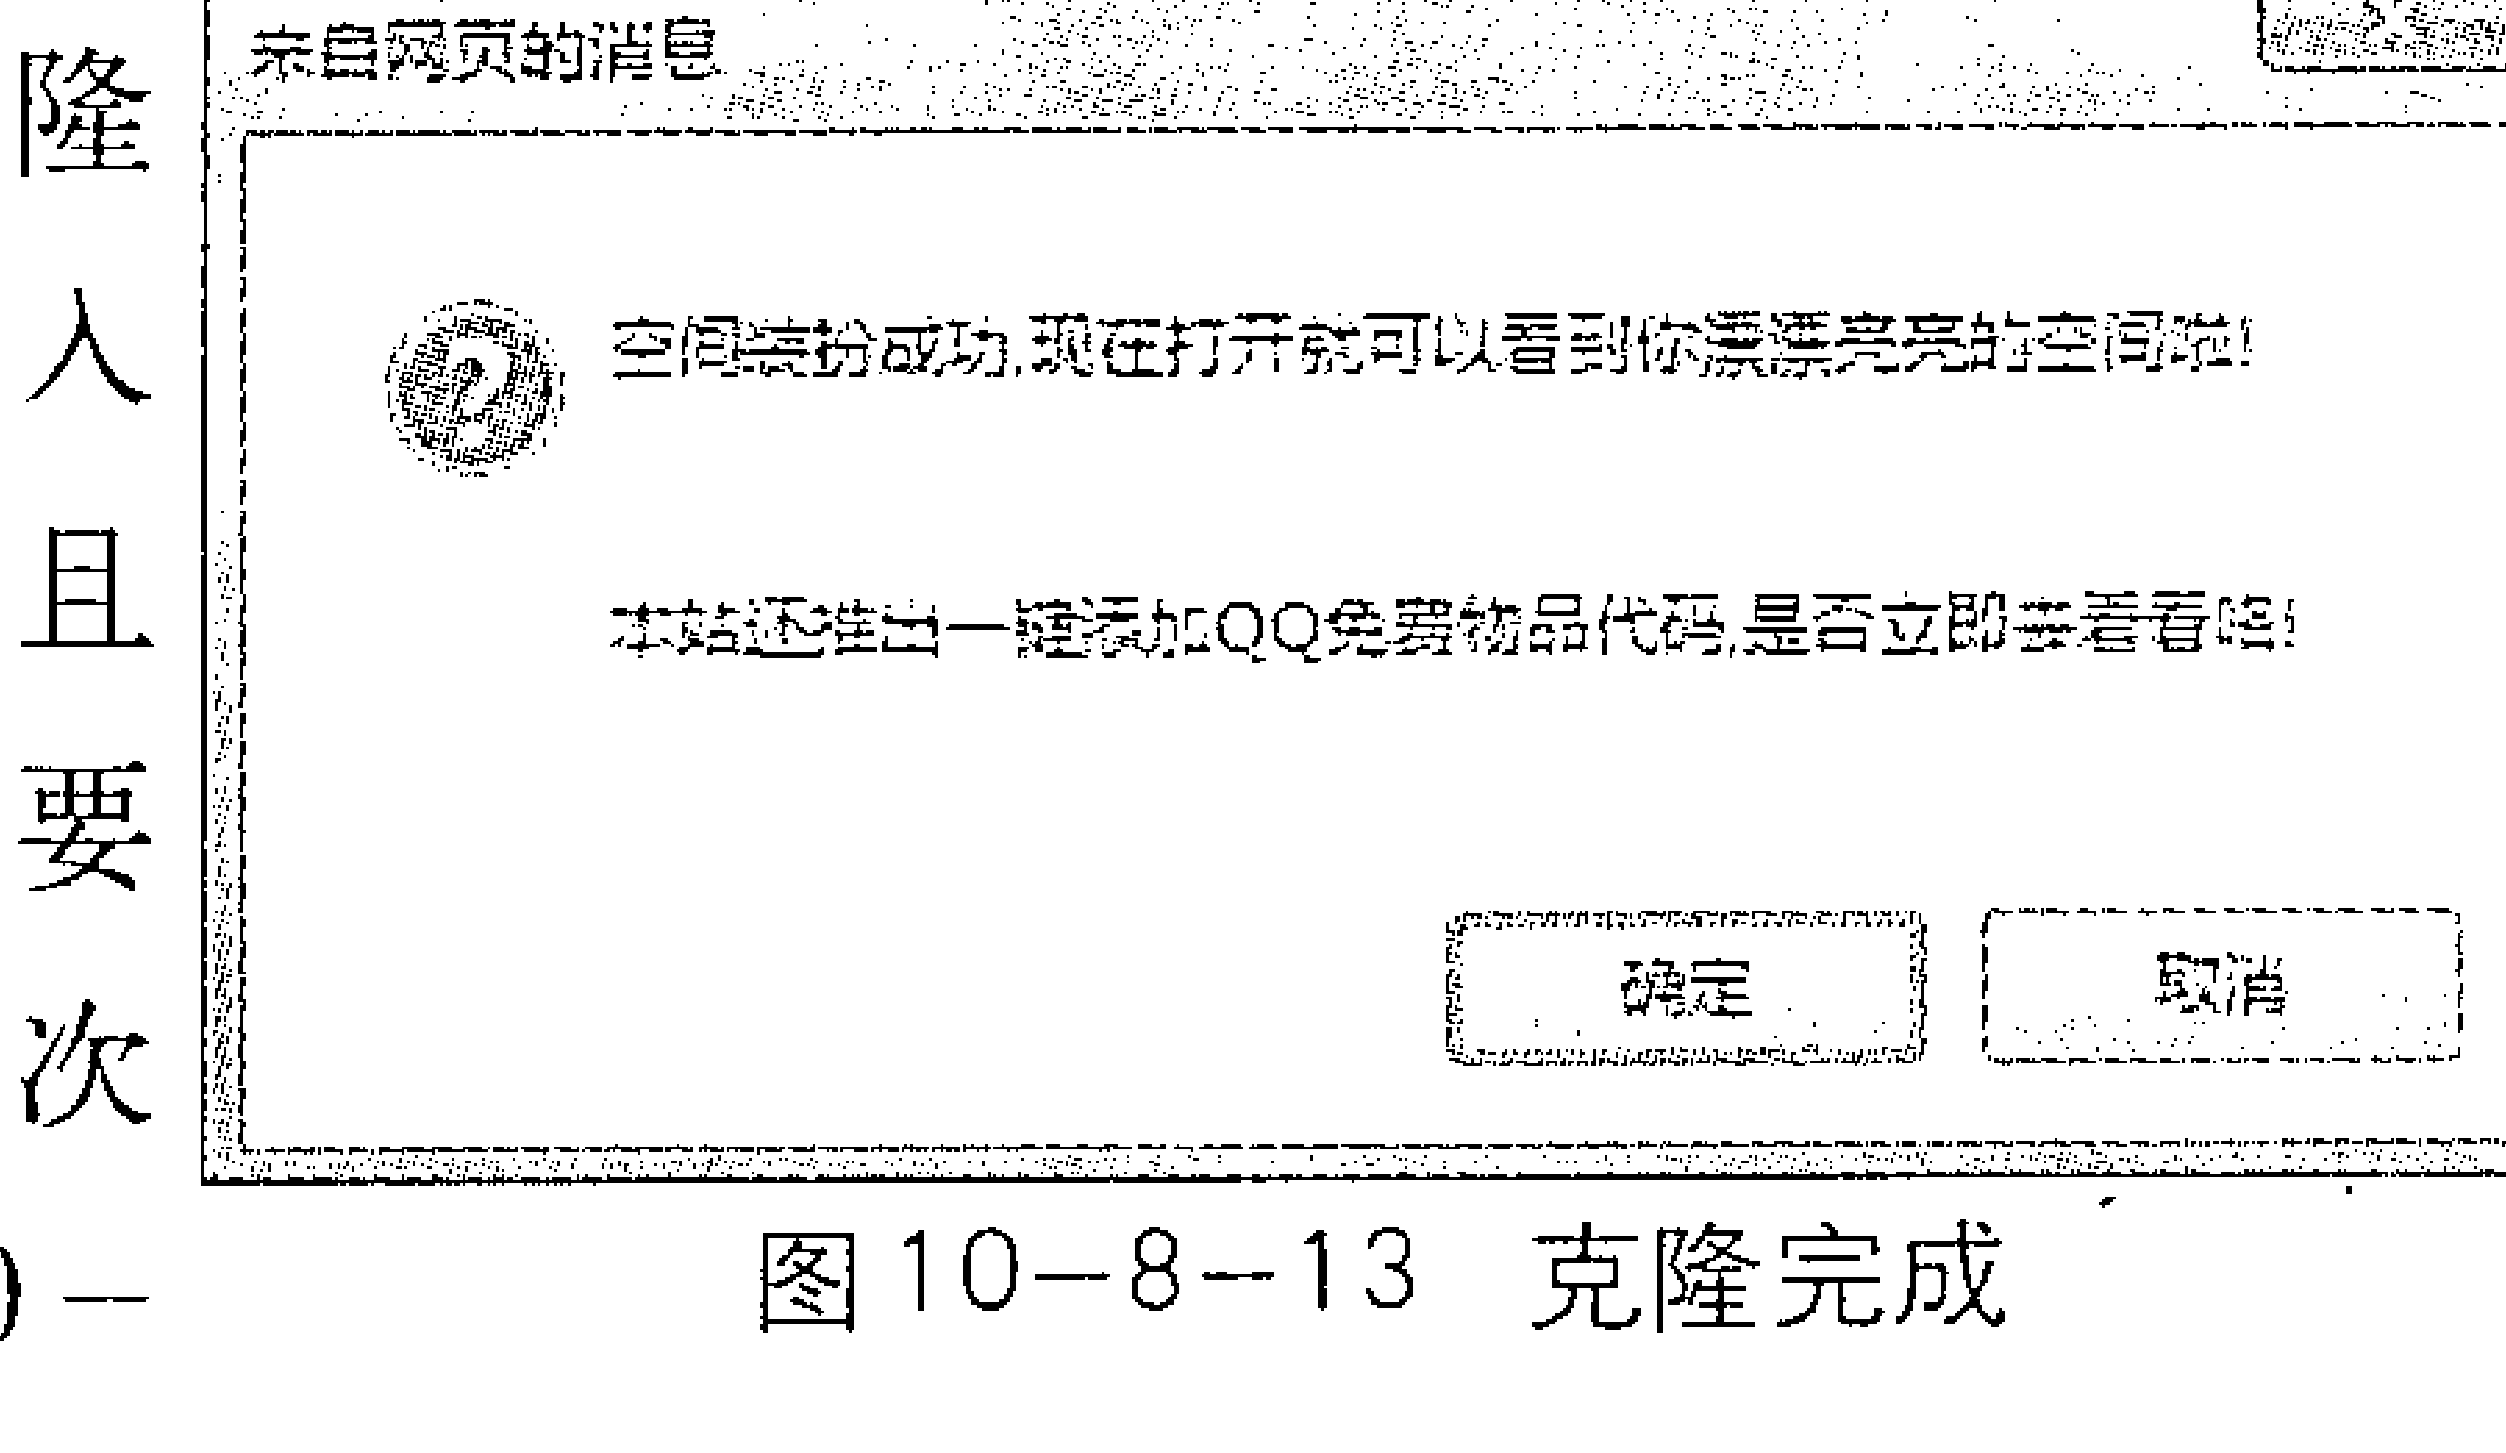 隆
人
且
要
次
) —
来自网页的消息
空间装扮成功,现在打开就可以看到你漂漂亮亮的空间啦!
本站还推出一键添加QQ免费物品代码,是否立即去看看哈!
确定
取消
图 10—8—13 克隆完成